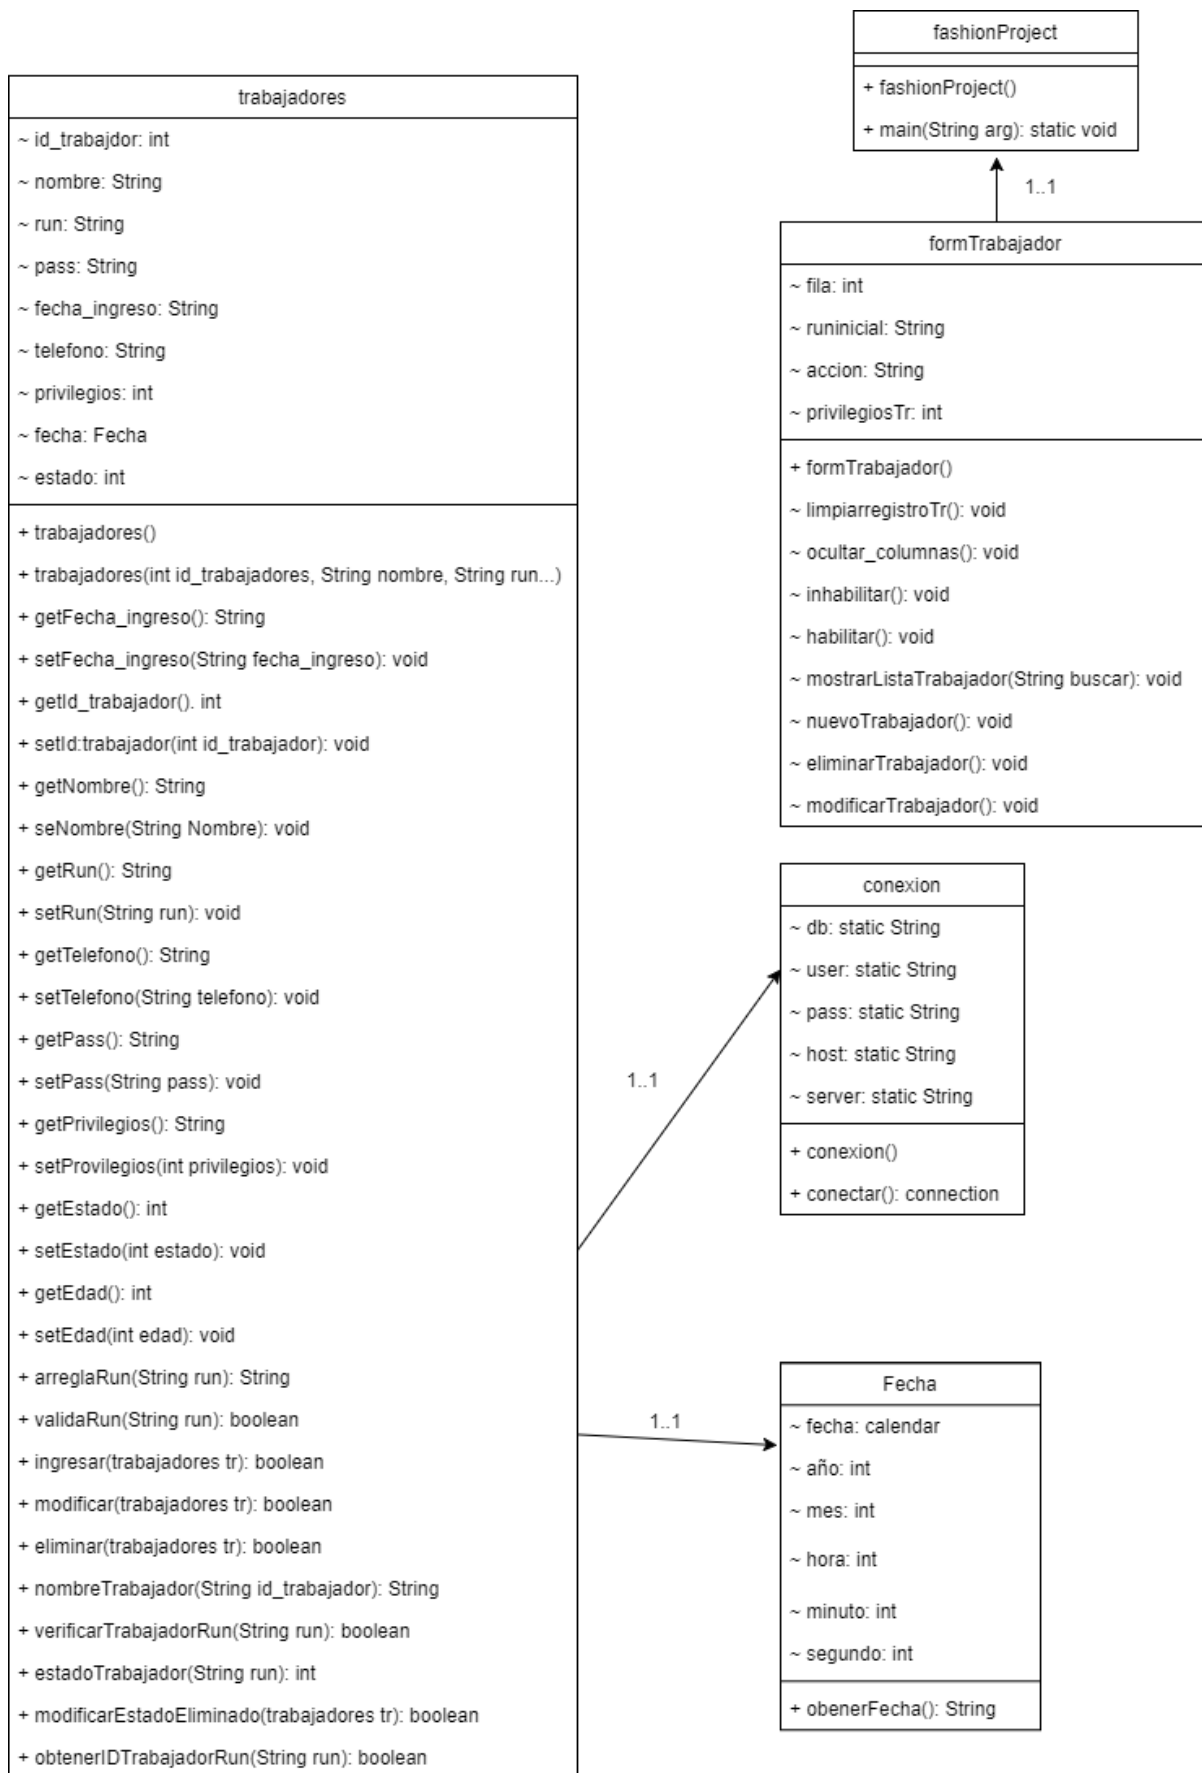 fashionProject
+ fashionProject()
+ main(String arg): static void
1..1
trabajadores
~ id_trabajdor: int
~ nombre: String
~ run: String
~ pass: String
~ fecha_ingreso: String
~ telefono: String
~ privilegios: int
~ fecha: Fecha
~ estado: int
+ trabajadores()
+ trabajadores(int id_trabajadores, String nombre, String run...)
+ getFecha_ingreso(): String
+ setFecha_ingreso(String fecha_ingreso): void
+ getId_trabajador(). int
+ setId:trabajador(int id_trabajador): void
+ getNombre(): String
+ seNombre(String Nombre): void
+ getRun(): String
+ setRun(String run): void
+ getTelefono(): String
+ setTelefono(String telefono): void
+ getPass(): String
+ setPass(String pass): void
+ getPrivilegios(): String
+ setProvilegios(int privilegios): void
+ getEstado(): int
+ setEstado(int estado): void
+ getEdad(): int
+ setEdad(int edad): void
+ arreglaRun(String run): String
+ validaRun(String run): boolean
+ ingresar(trabajadores tr): boolean
+ modificar(trabajadores tr): boolean
+ eliminar(trabajadores tr): boolean
+ nombreTrabajador(String id_trabajador): String
+ verificarTrabajadorRun(String run): boolean
+ estadoTrabajador(String run): int
+ modificarEstadoEliminado(trabajadores tr): boolean
+ obtenerIDTrabajadorRun(String run): boolean
formTrabajador
~ fila: int
~ runinicial: String
~ accion: String
~ privilegiosTr: int
+ formTrabajador()
~ limpiarregistroTr(): void
~ ocultar_columnas(): void
~ inhabilitar(): void
~ habilitar(): void
~ mostrarListaTrabajador(String buscar): void
~ nuevoTrabajador(): void
~ eliminarTrabajador(): void
~ modificarTrabajador(): void
1..1
conexion
~ db: static String
~ user: static String
~ pass: static String
~ host: static String
~ server: static String
+ conexion()
+ conectar(): connection
1..1
Fecha
~ fecha: calendar
~ año: int
~ mes: int
~ hora: int
~ minuto: int
~ segundo: int
+ obenerFecha(): String